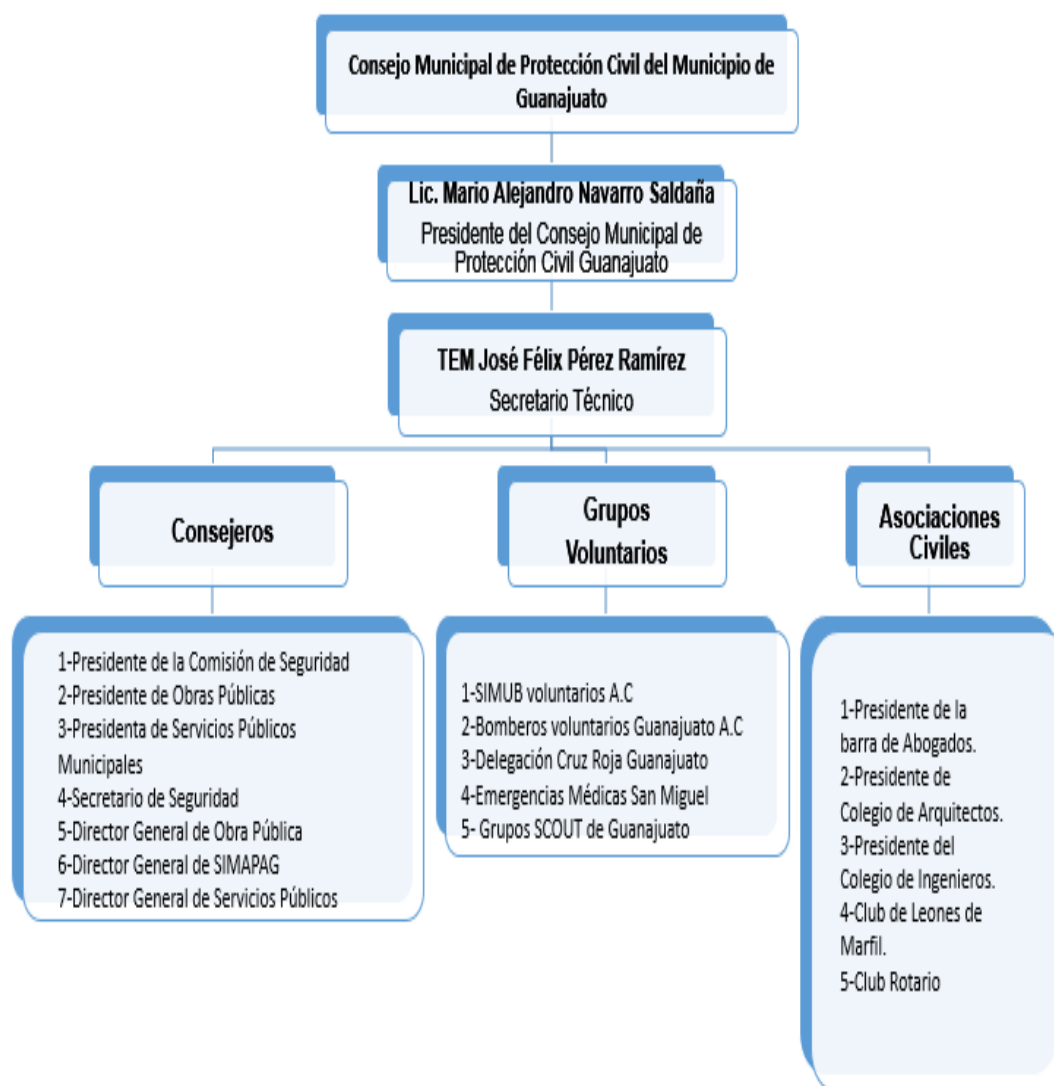 Consejo Municipal de Protección Civil del Municipio de
Guanajuato
Lic. Mario Alejandro Navarro Saldaña
Presidente del Consejo Municipal de
Protección Civil Guanajuato
TEM José Félix Pérez Ramírez
Secretario Técnico
Consejeros
1-Presidente de la Comisión de Seguridad
2-Presidente de Obras Públicas
3-Presidenta de Servicios Públicos
Municipales
4-Secretario de Seguridad
5-Director General de Obra Pública
6-Director General de SIMAPAG
7-Director General de Servicios Públicos
Grupos
Voluntarios
1-SIMUB voluntarios A.C
2-Bomberos voluntarios Guanajuato A.C
3-Delegación Cruz Roja Guanajuato
4-Emergencias Médicas San Miguel
5- Grupos SCOUT de Guanajuato
Asociaciones
Civiles
1-Presidente de la
barra de Abogados.
2-Presidente de
Colegio de Arquitectos.
3-Presidente del
Colegio de Ingenieros.
4-Club de Leones de
Marfil.
5-Club Rotario